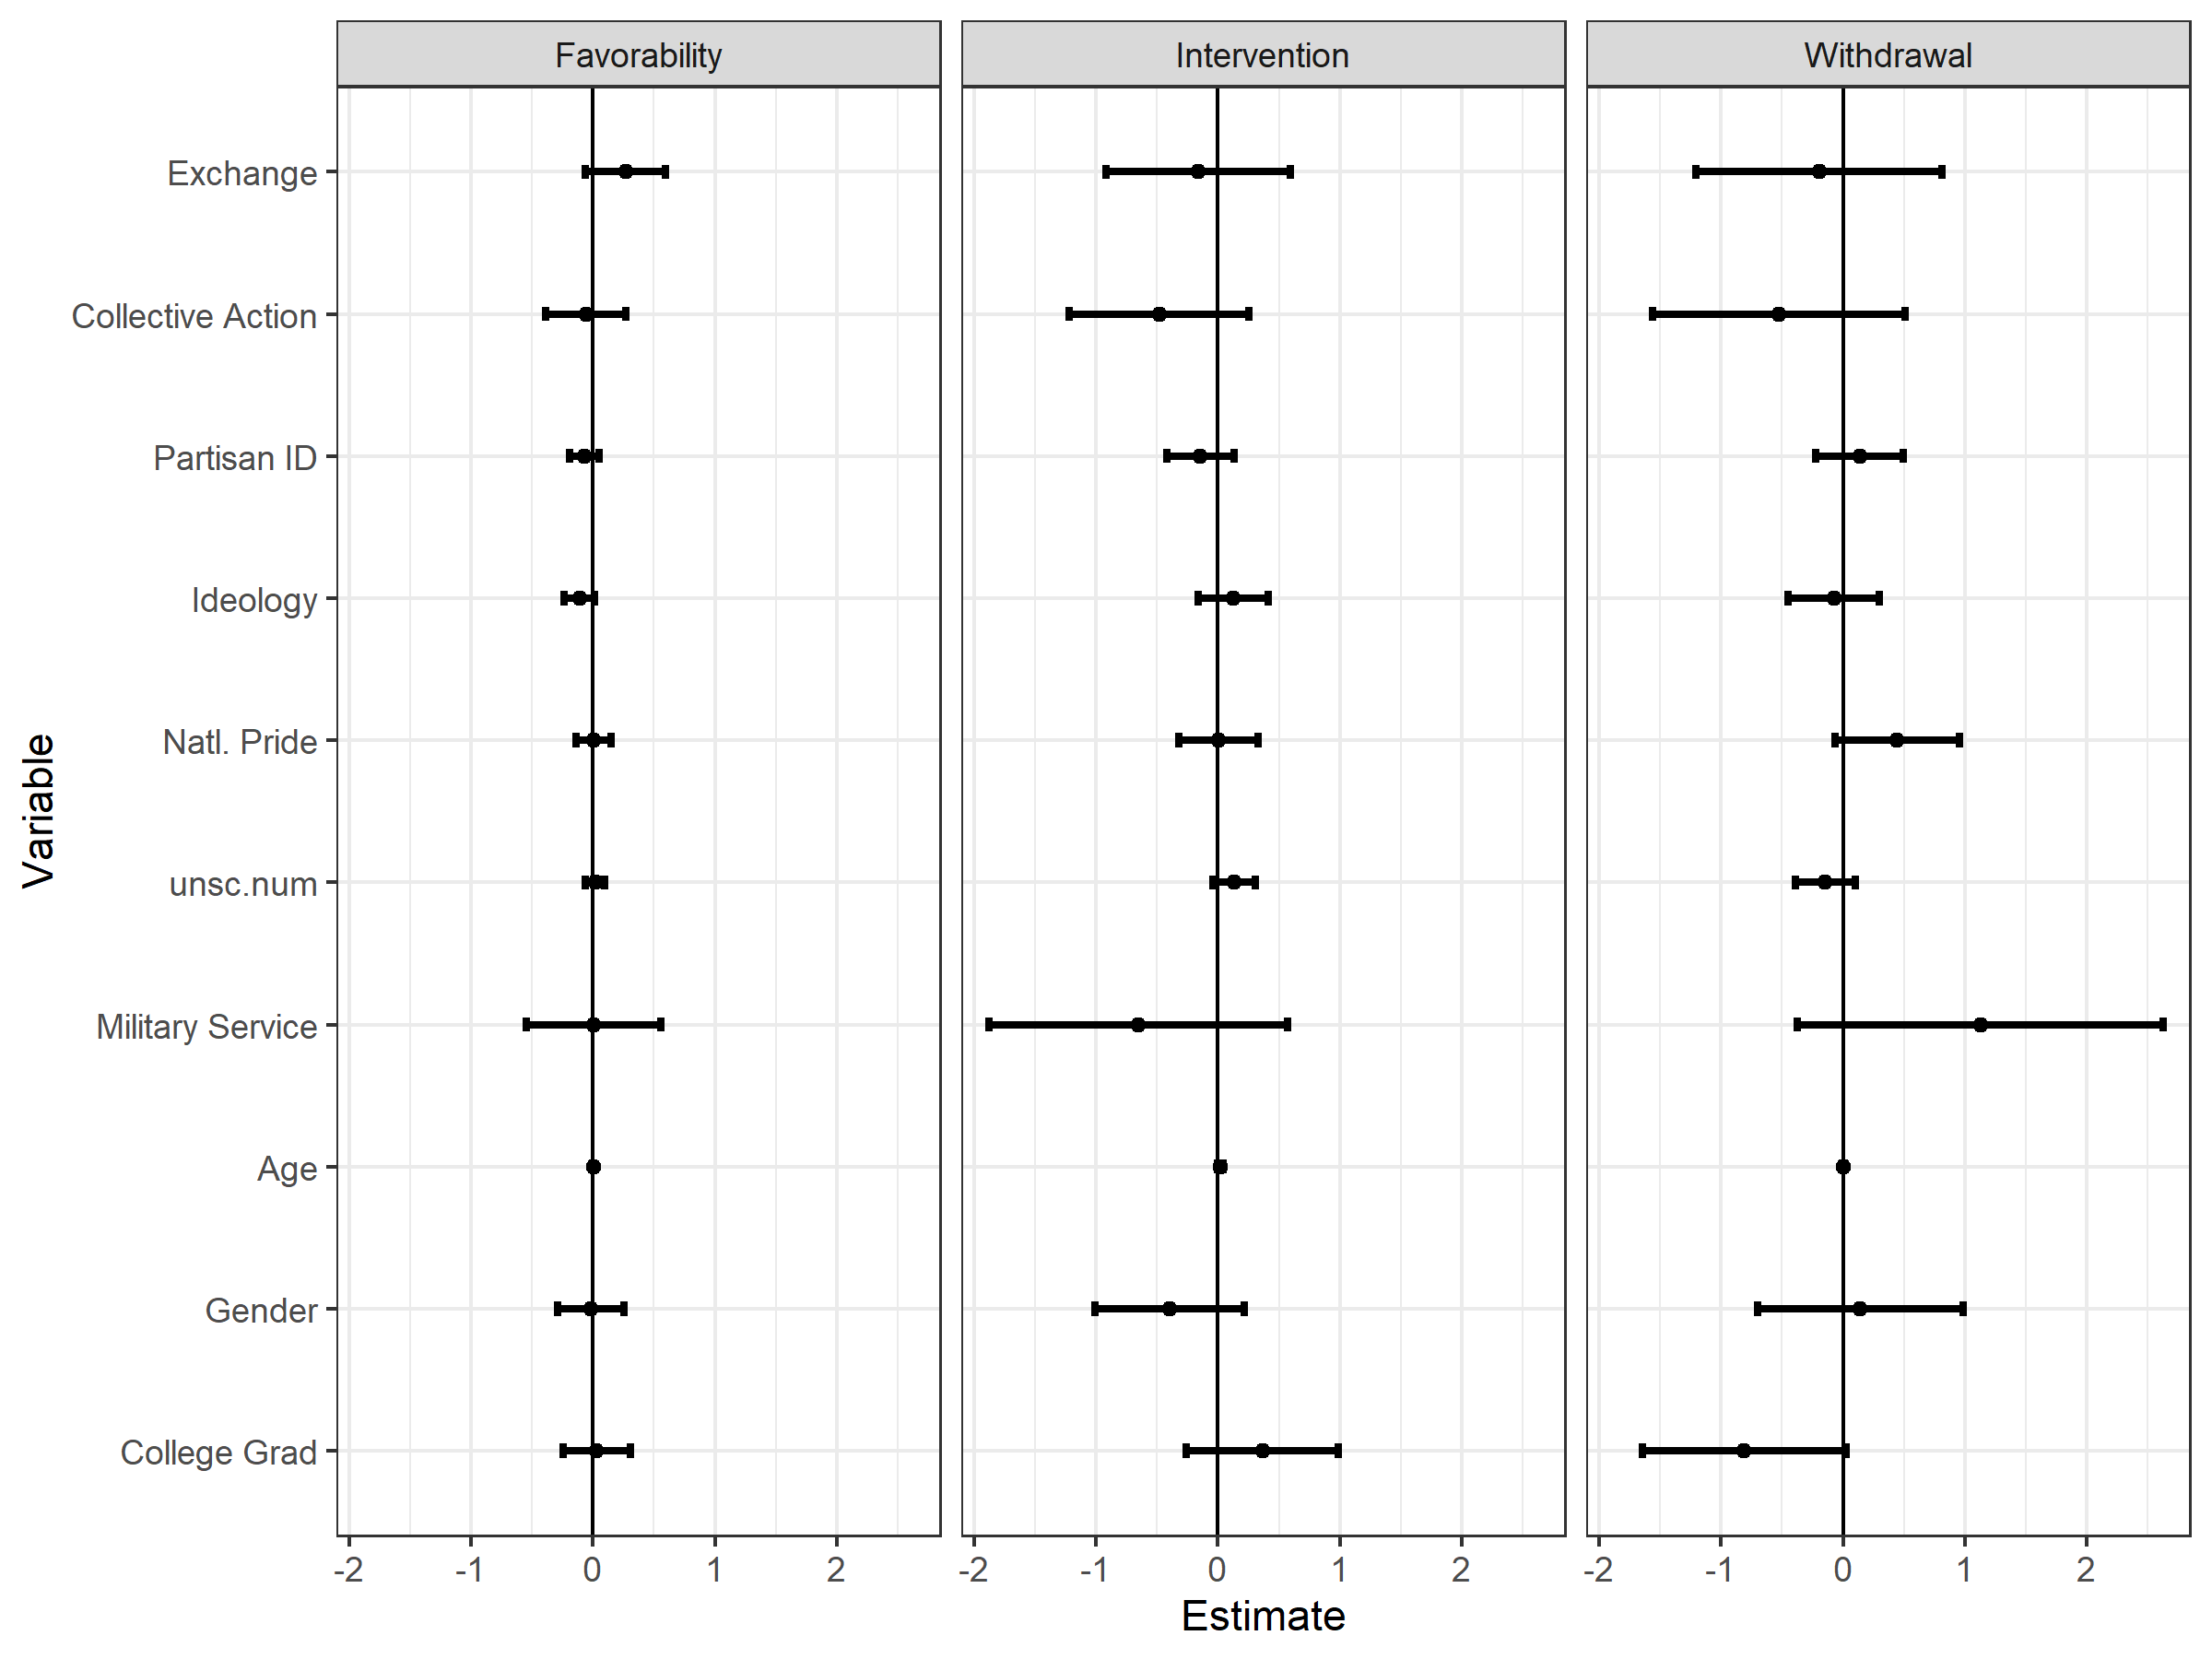 Favorability
Intervention
Withdrawal
Variable
Exchange
Collective Action
Partisan ID
Ideology
Natl. Pride
unsc.num
Military Service
Age
Gender
College Grad
-2 -1 0 1 2
-2 -1 0 1 2
-2 -1 0 1 2
Estimate